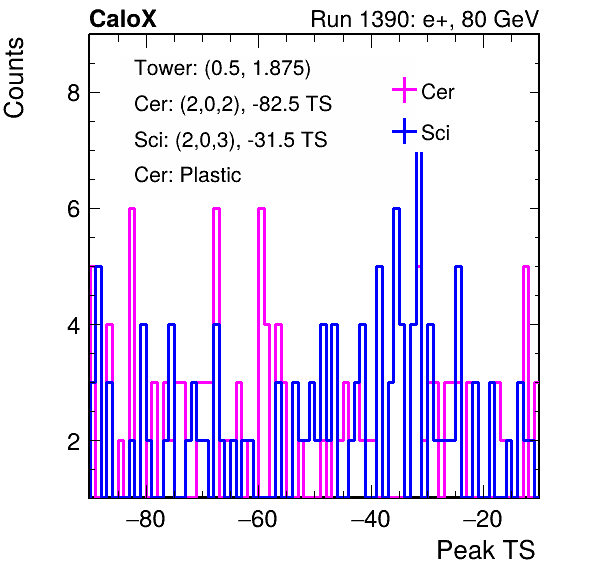 CaloX Run 1390: e+, 80 GeV
Counts
Tower: (0.5, 1.875)
Cer: (2,0,2), -82.5 TS
Sci: (2,0,3), -31.5 TS
Cer: Plastic
Cer
Sci
8
6
4
2
−80 −60 −40 −20
Peak TS